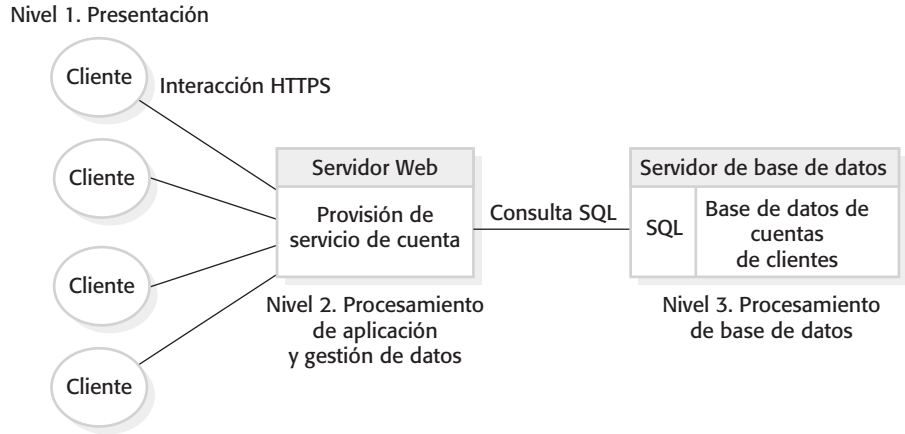 Nivel 1. Presentación
Cliente
Interacción HTTPS
Cliente
Cliente
Cliente
Servidor Web
Provisión de
servicio de cuenta
Consulta SQL
Servidor de base de datos
SQL
Base de datos de
cuentas
de clientes
Nivel 2. Procesamiento
de aplicación
y gestión de datos
Nivel 3. Procesamiento
de base de datos